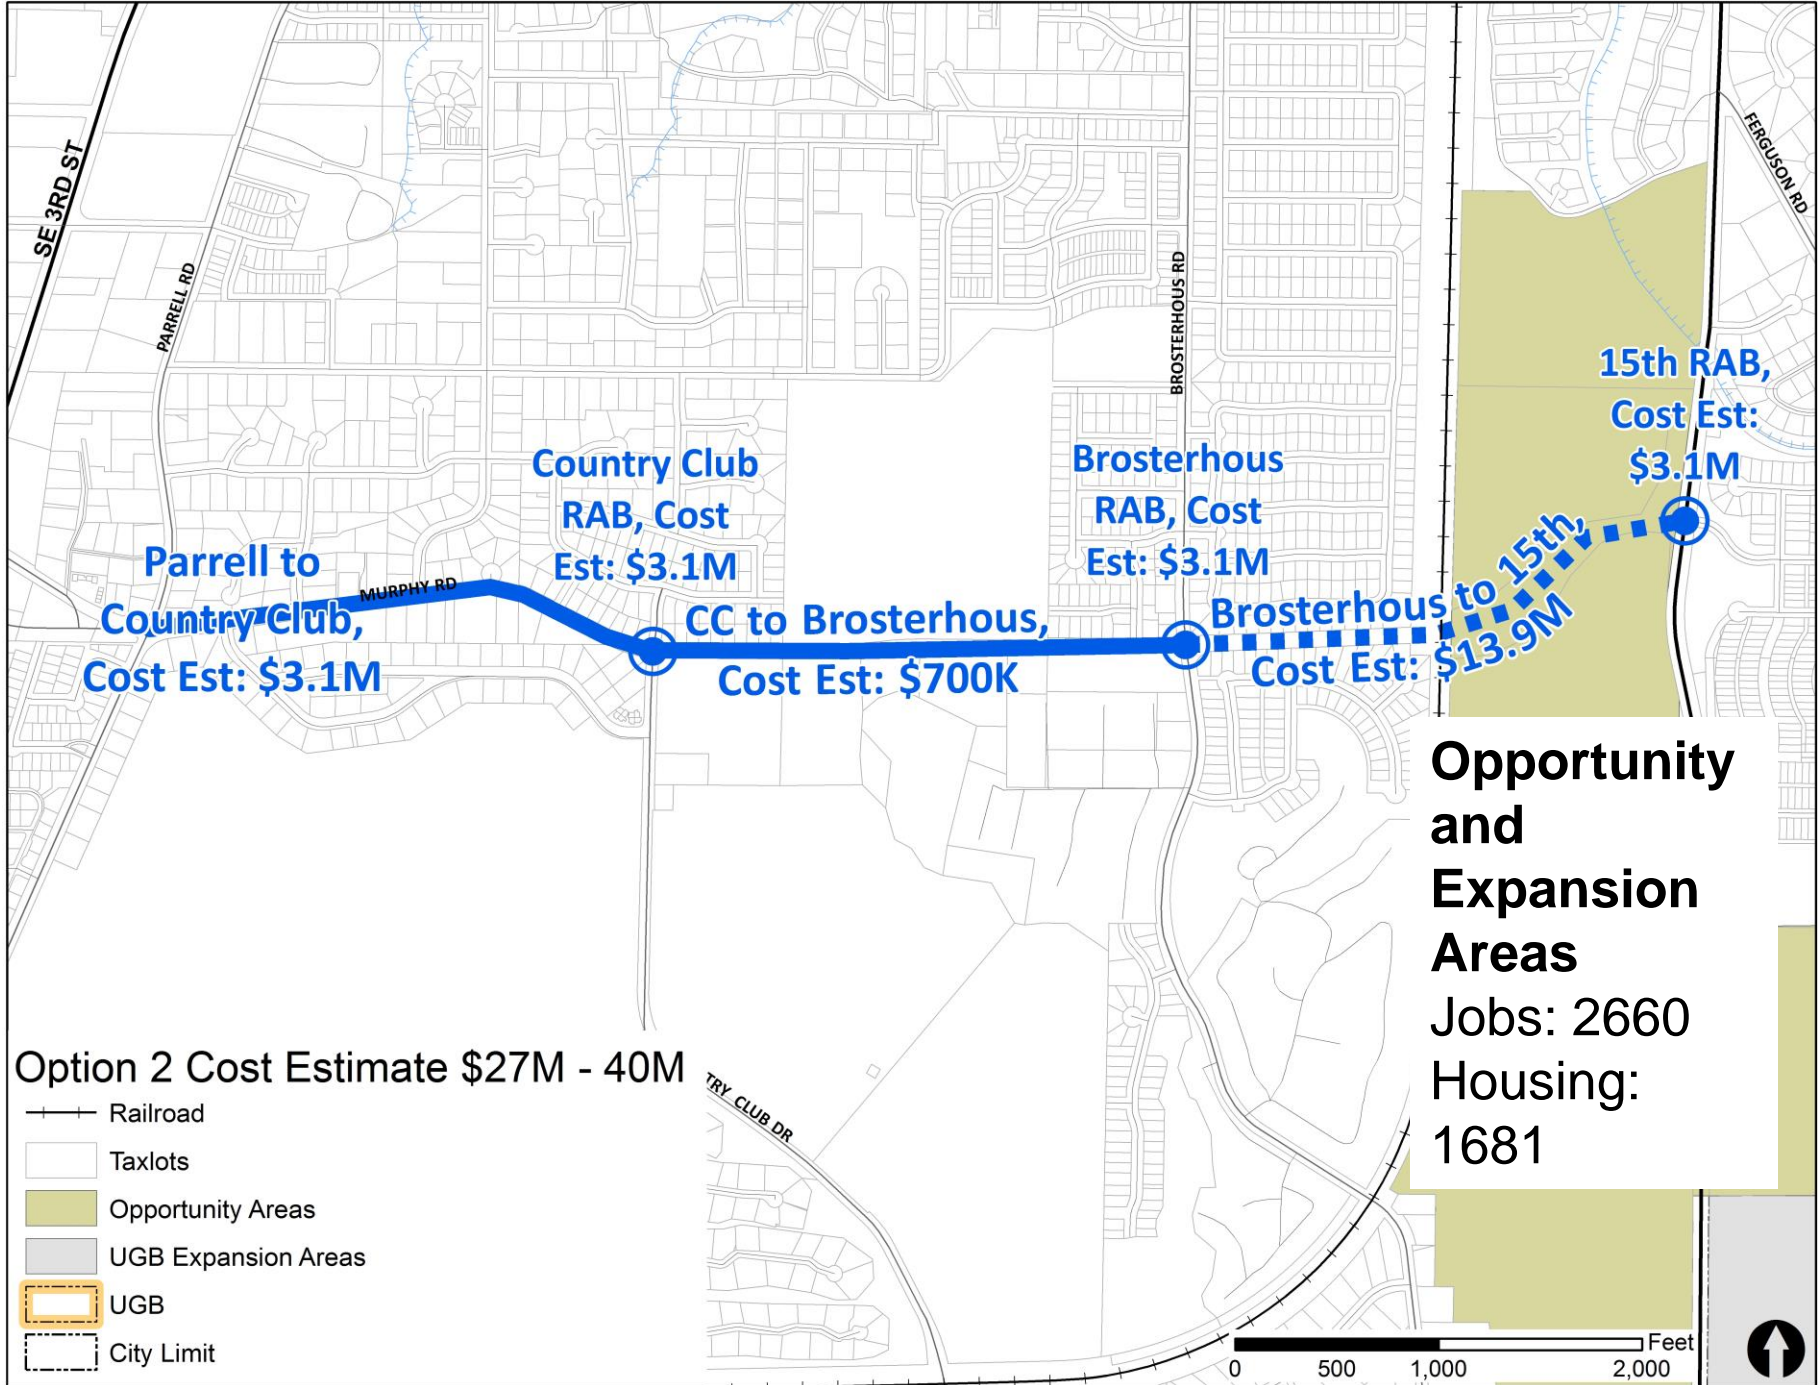 SE 3RD ST
PARRELL RD
BROSTERHOUS RD
FERGUSON RD
15th RAB,
Cost Est:
$3.1M
Country Club
RAB, Cost
Est: $3.1M
Brosterhous
RAB, Cost
Est: $3.1M
Parrell to
Country Club,
Cost Est: $3.1M
MURPHY RD
CC to Brosterhous,
Cost Est: $700K
Brosterhous to 15th,
Cost Est: $13.9M
Opportunity
and
Expansion
Areas
Jobs: 2660
Housing:
1681
Option 2 Cost Estimate $27M - 40M
Railroad
Taxlots
Opportunity Areas
UGB Expansion Areas
UGB
City Limit
TRY CLUB DR
Feet
0 500 1,000 2,000